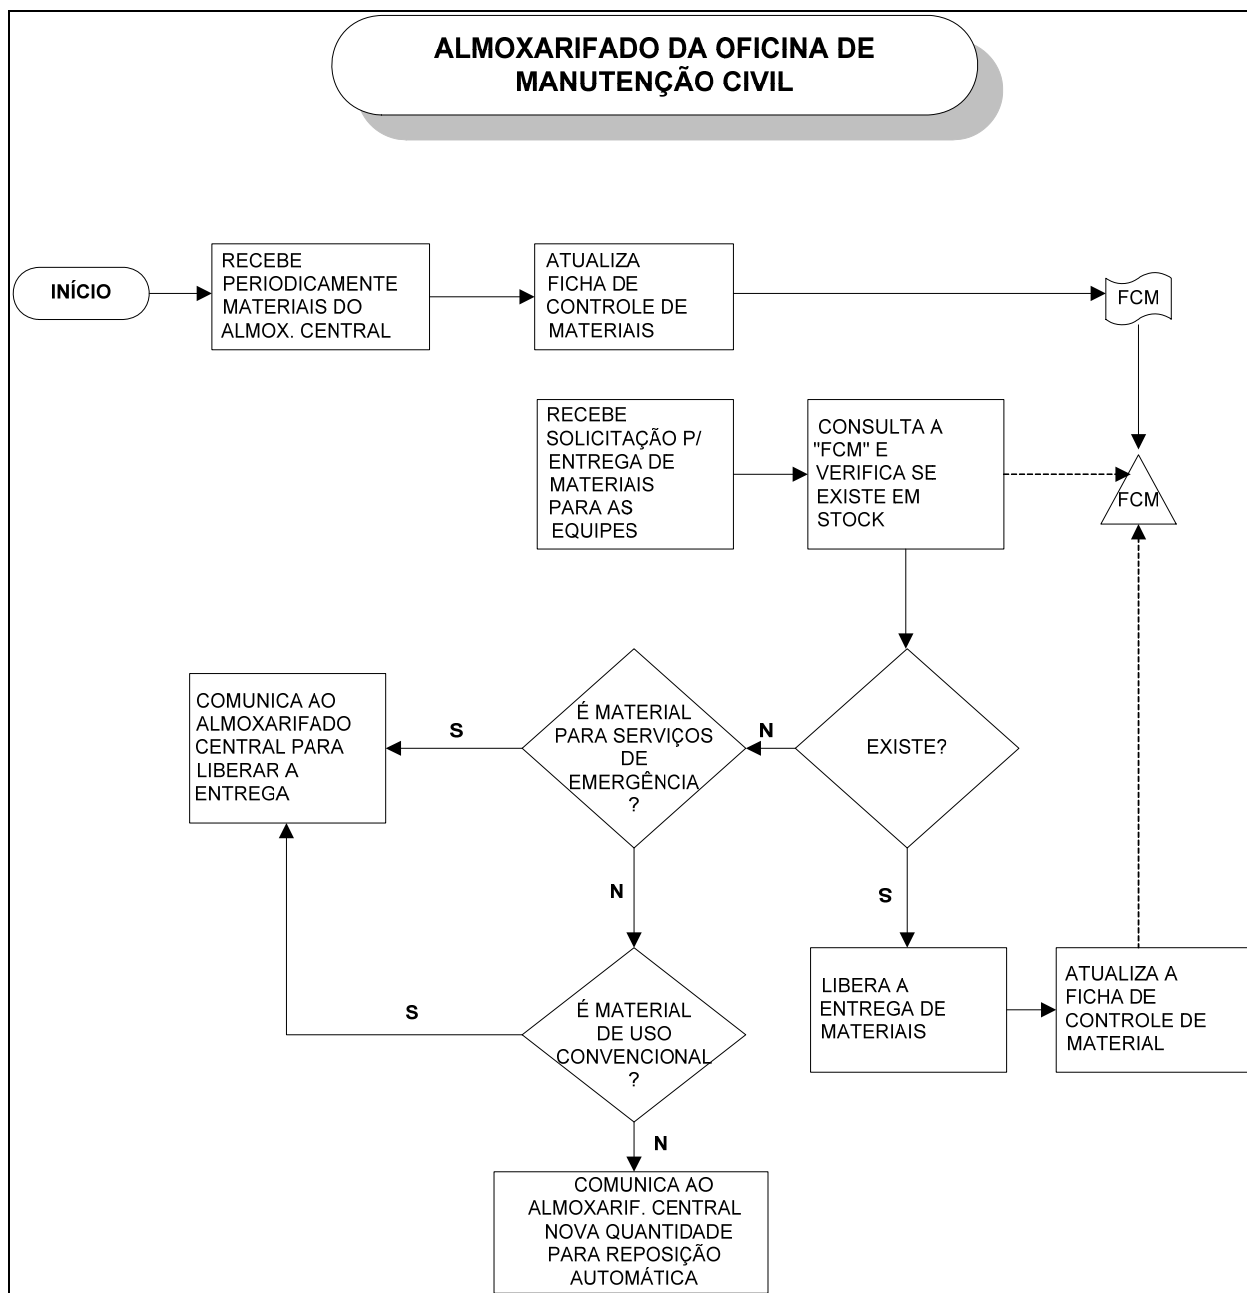 ALMOXARIFADO DA OFICINA DE
MANUTENÇÃO CIVIL
INÍCIO
RECEBE
PERIODICAMENTE
MATERIAIS DO
ALMOX. CENTRAL
ATUALIZA
FICHA DE
CONTROLE DE
MATERIAIS
FCM
RECEBE
SOLICITAÇÃO P/
ENTREGA DE
MATERIAIS
PARA AS
EQUIPES
CONSULTA A
"FCM" E
VERIFICA SE
EXISTE EM
STOCK
FCM
COMUNICA AO
ALMOXARIFADO
CENTRAL PARA
LIBERAR A
ENTREGA
S
É MATERIAL
PARA SERVIÇOS
DE
EMERGÊNCIA
?
N
EXISTE?
N
S
LIBERA A
ENTREGA DE
MATERIAIS
ATUALIZA A
FICHA DE
CONTROLE DE
MATERIAL
S
É MATERIAL
DE USO
CONVENCIONAL
?
N
COMUNICA AO
ALMOXARIF. CENTRAL
NOVA QUANTIDADE
PARA REPOSIÇÃO
AUTOMÁTICA